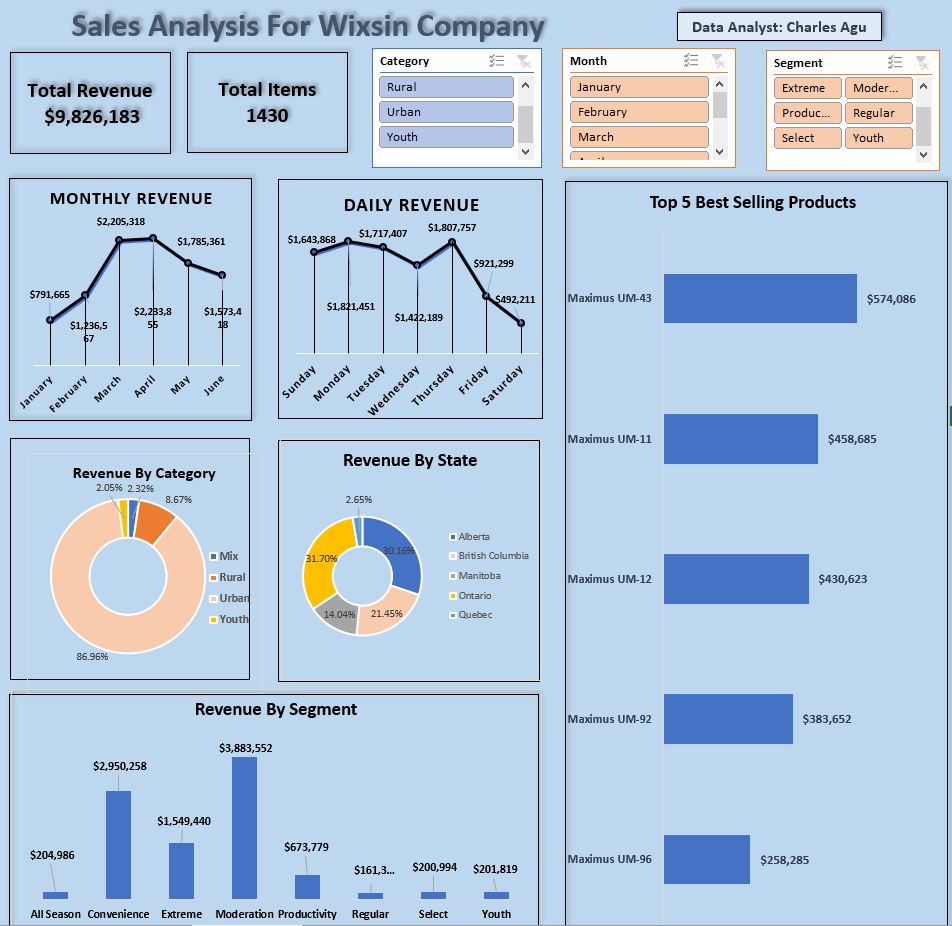 Sales Analysis For Wixsin Company
Data Analyst: Charles Agu
Total Revenue
$9,826,183
Total Items
1430
Category
Rural
Urban
Youth
Month
January
February
March
Segment
Extreme
Moder...
Produc...
Regular
Select
Youth
MONTHLY REVENUE
$791,665
$1,236,5
67
$2,205,318
$2,233,8
55
$1,785,361
$1,573,4
18
January
February
March
April
May
June
DAILY REVENUE
$1,643,868
$1,821,451
$1,717,407
$1,422,189
$1,807,757
$921,299
$492,211
Sunday
Monday
Tuesday
Wednesday
Thursday
Friday
Saturday
Top 5 Best Selling Products
Maximus UM-43
$574,086
Maximus UM-11
$458,685
Maximus UM-12
$430,623
Maximus UM-92
$383,652
Maximus UM-96
$258,285
Revenue By Category
2.05%
2.32%
8.67%
86.96%
Mix
Rural
Urban
Youth
Revenue By State
2.65%
30.16%
31.70%
14.04%
21.45%
Alberta
British Columbia
Manitoba
Ontario
Quebec
Revenue By Segment
$204,986
$2,950,258
$1,549,440
$3,883,552
$673,779
$161,3...
$200,994
$201,819
All Season
Convenience
Extreme
Moderation
Productivity
Regular
Select
Youth